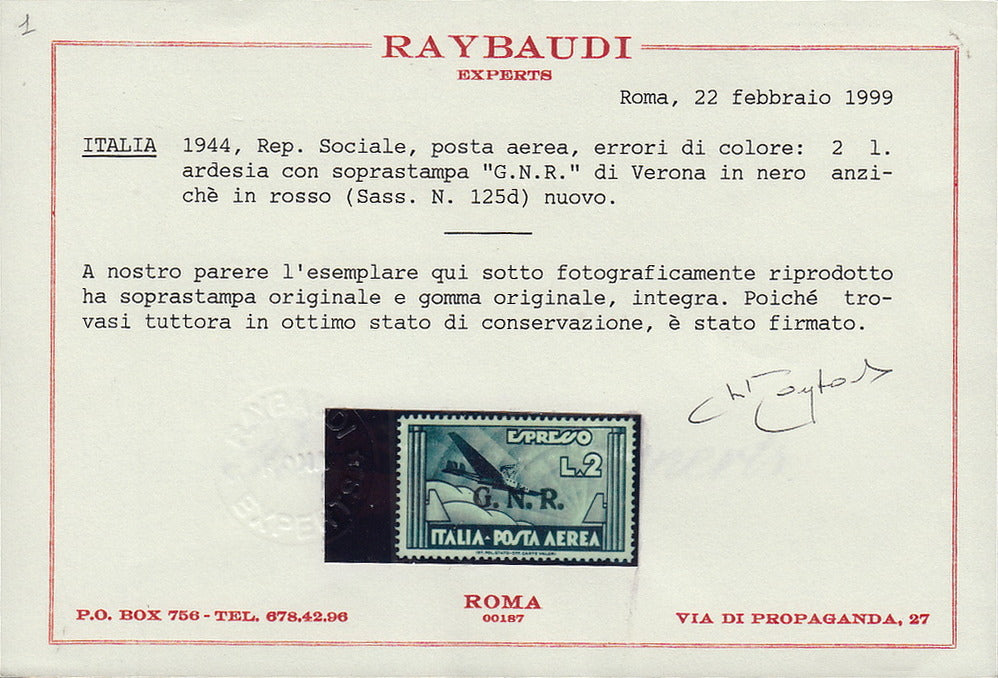 1
RAYBAUDI
EXPERTS
Roma, 22 febbraio 1999
ITALIA 1944, Rep. Sociale, posta aerea, errori di colore: 2 l.
ardesia con soprastampa "G.N.R." di Verona in nero anzi-
chè in rosso (Sass. N. 125d) nuovo.
A nostro parere l'esemplare qui sotto fotograficamente riprodotto
ha soprastampa originale e gomma originale, integra. Poiché tro-
vasi tuttora in ottimo stato di conservazione, è stato firmato.
ESPRESSO
L.2
G. N. R.
ITALIA-POSTA AEREA
ROMA
00187
P.O. BOX 756 - TEL. 678.42.96
VIA DI PROPAGANDA, 27